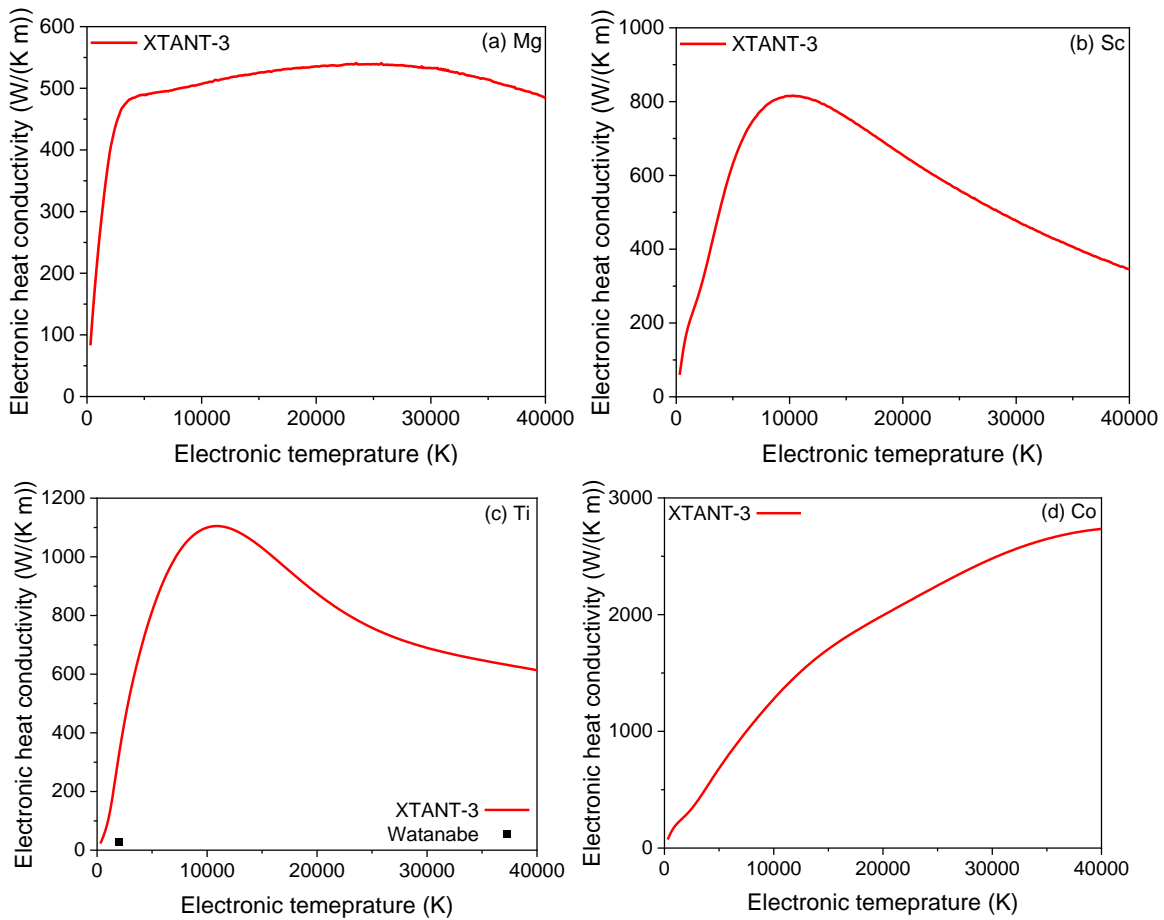 XTANT-3
(a) Mg
Electronic heat conductivity (W/(K m))
600
500
400
300
200
100
0
0 10000 20000 30000 40000
Electronic temeprature (K)
XTANT-3
(b) Sc
Electronic heat conductivity (W/(K m))
1000
800
600
400
200
0
0 10000 20000 30000 40000
Electronic temeprature (K)
(c) Ti
Electronic heat conductivity (W/(K m))
1200
1000
800
600
400
200
0
XTANT-3
Watanabe
0 10000 20000 30000 40000
Electronic temeprature (K)
XTANT-3
(d) Co
Electronic heat conductivity (W/(K m))
3000
2000
1000
0
0 10000 20000 30000 40000
Electronic temeprature (K)